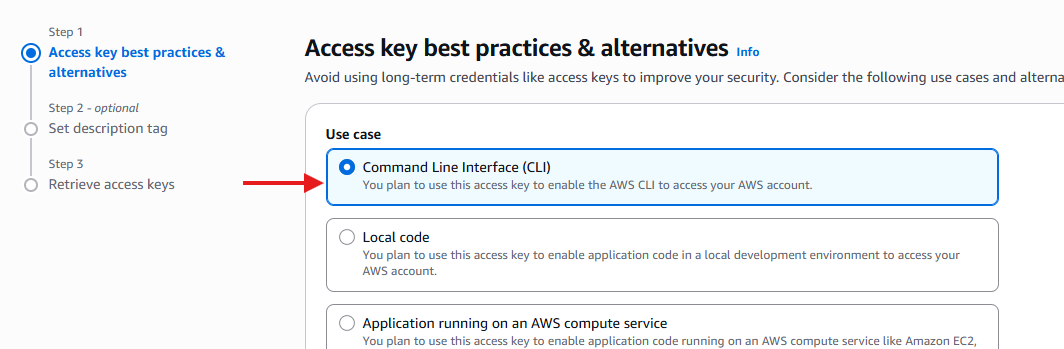 Step 1
Access key best practices &
alternatives
Step 2 - optional
Set description tag
Step 3
Retrieve access keys
Access key best practices & alternatives Info
Avoid using long-term credentials like access keys to improve your security. Consider the following use cases and
Use case
Command Line Interface (CLI)
You plan to use this access key to enable the AWS CLI to access your AWS account.
Local code
You plan to use this access key to enable application code in a local development environment to access your
AWS account.
Application running on an AWS compute service
You plan to use this access key to enable application code running on an AWS compute service like Amazon EC2,